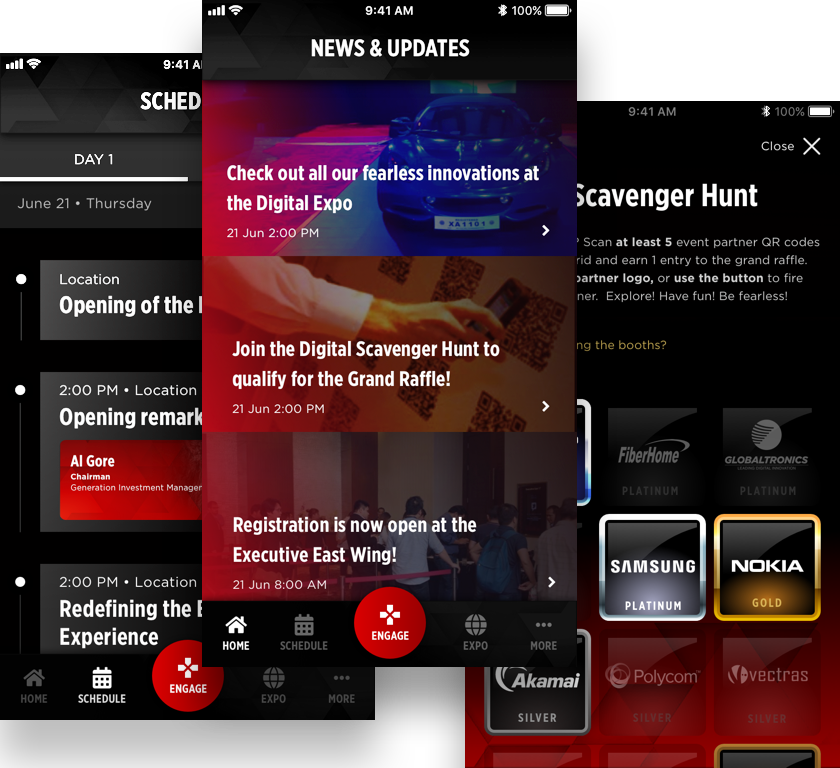 9:41 AM
SCHED
DAY 1
June 21 • Thursday
Location
Opening of the
2:00 PM • Location
Opening remark
Al Gore
Chairman
Generation Investment Manager
2:00 PM • Location
Redefining the E
Experience
HOME
SCHEDULE
ENGAGE
EXPO
MORE
9:41 AM
100%
NEWS & UPDATES
XA1181
Check out all our fearless innovations at
the Digital Expo
21 Jun 2:00 PM
Join the Digital Scavenger Hunt to
qualify for the Grand Raffle!
21 Jun 2:00 PM
Registration is now open at the
Executive East Wing!
21 Jun 8:00 AM
HOME
SCHEDULE
ENGAGE
EXPO
MORE
9:41 AM
100%
Close
Scavenger Hunt
? Scan at least 5 event partner QR codes
rid and earn 1 entry to the grand raffle.
partner logo, or use the button to fire
ner. Explore! Have fun! Be fearless!
ng the booths?
FiberHome
PLATINUM
GLOBALTRONICS
LEADING DIGITAL INNOVATION
PLATINUM
SAMSUNG
PLATINUM
NOKIA
GOLD
Akamai
SILVER
Polycom™
SILVER
vectras
SILVER